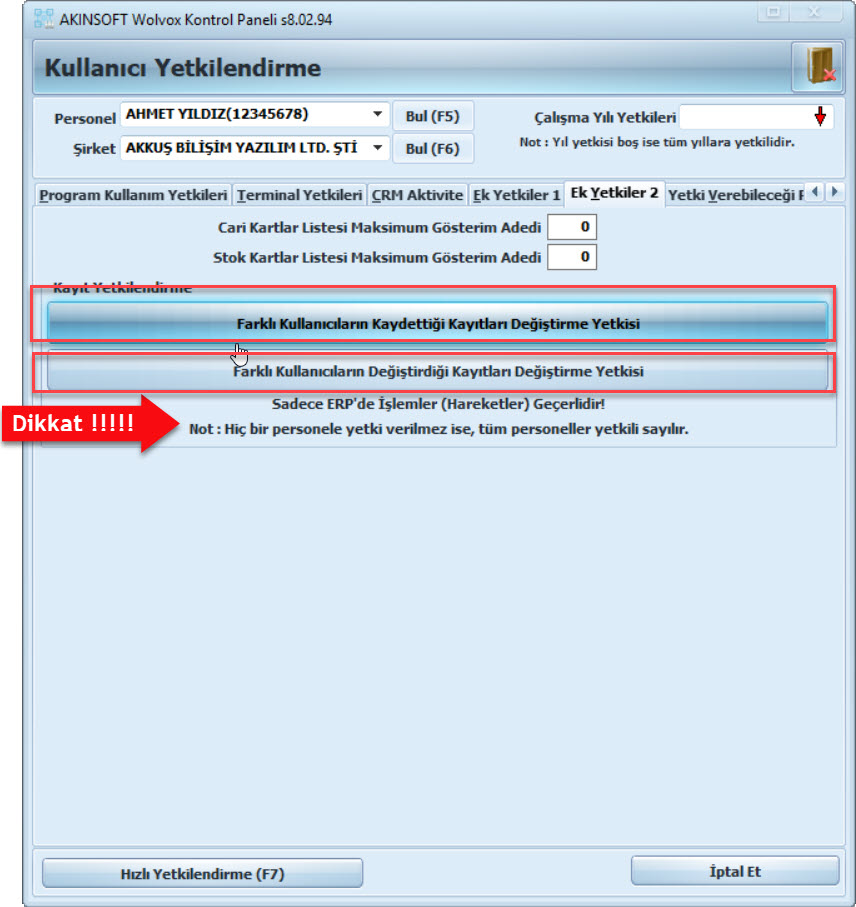 AKINSOFT Wolvox Kontrol Paneli s8.02.94
Kullanıcı Yetkilendirme
Personel AHMET YILDIZ(12345678) Bul (F5) Çalışma Yılı Yetkileri
Şirket AKKUŞ BİLİŞİM YAZILIM LTD. ŞTİ Bul (F6) Not : Yıl yetkisi boş ise tüm yıllara yetkilidir.
Program Kullanım Yetkileri Terminal Yetkileri CRM Aktivite Ek Yetkiler 1 Ek Yetkiler 2 Yetki Verebileceği
Cari Kartlar Listesi Maksimum Gösterim Adedi 0
Stok Kartlar Listesi Maksimum Gösterim Adedi 0
Kayıt Yetkilendirme
Farklı Kullanıcıların Kaydettiği Kayıtları Değiştirme Yetkisi
Farklı Kullanıcıların Değiştirdiği Kayıtları Değiştirme Yetkisi
Sadece ERP'de İşlemler (Hareketler) Geçerlidir!
Dikkat !!!!!
Not : Hiç bir personele yetki verilmez ise, tüm personeller yetkili sayılır.
Hızlı Yetkilendirme (F7) İptal Et